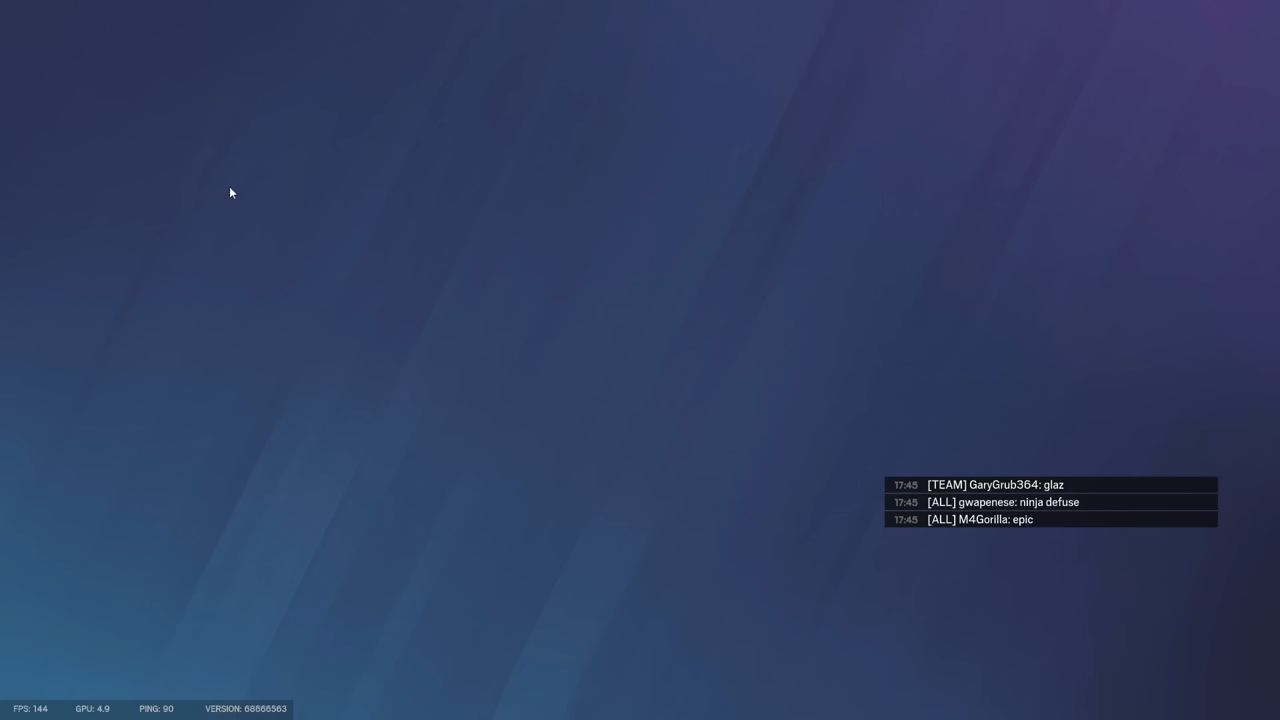 17:45 [TEAM] GaryGrub364: glaz
17:45 [ALL] gwapenese: ninja defuse
17:45 [ALL] M4Gorilla: epic
FPS: 144 GPU: 4.9 PING: 90 VERSION: 68666563